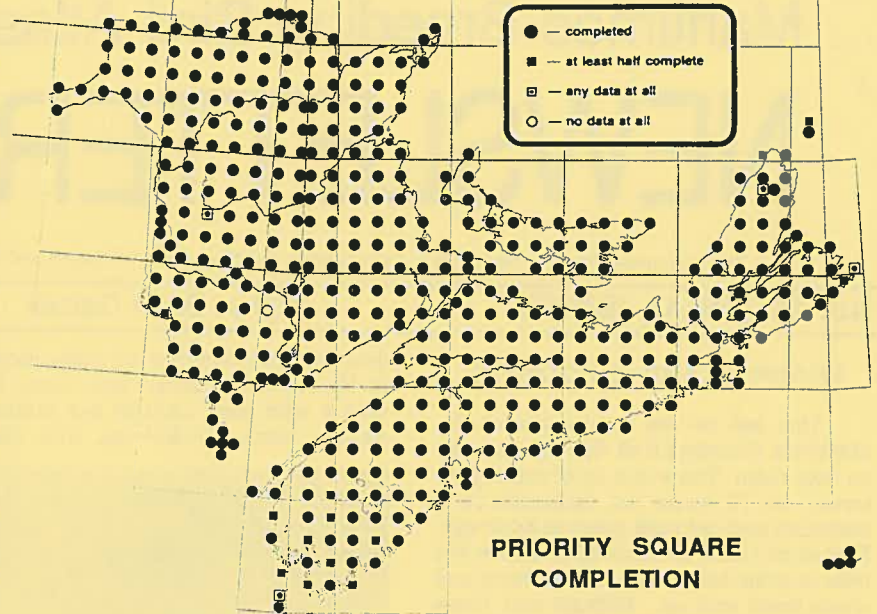 — completed
— at least half complete
— any data at all
— no data at all
PRIORITY SQUARE
COMPLETION